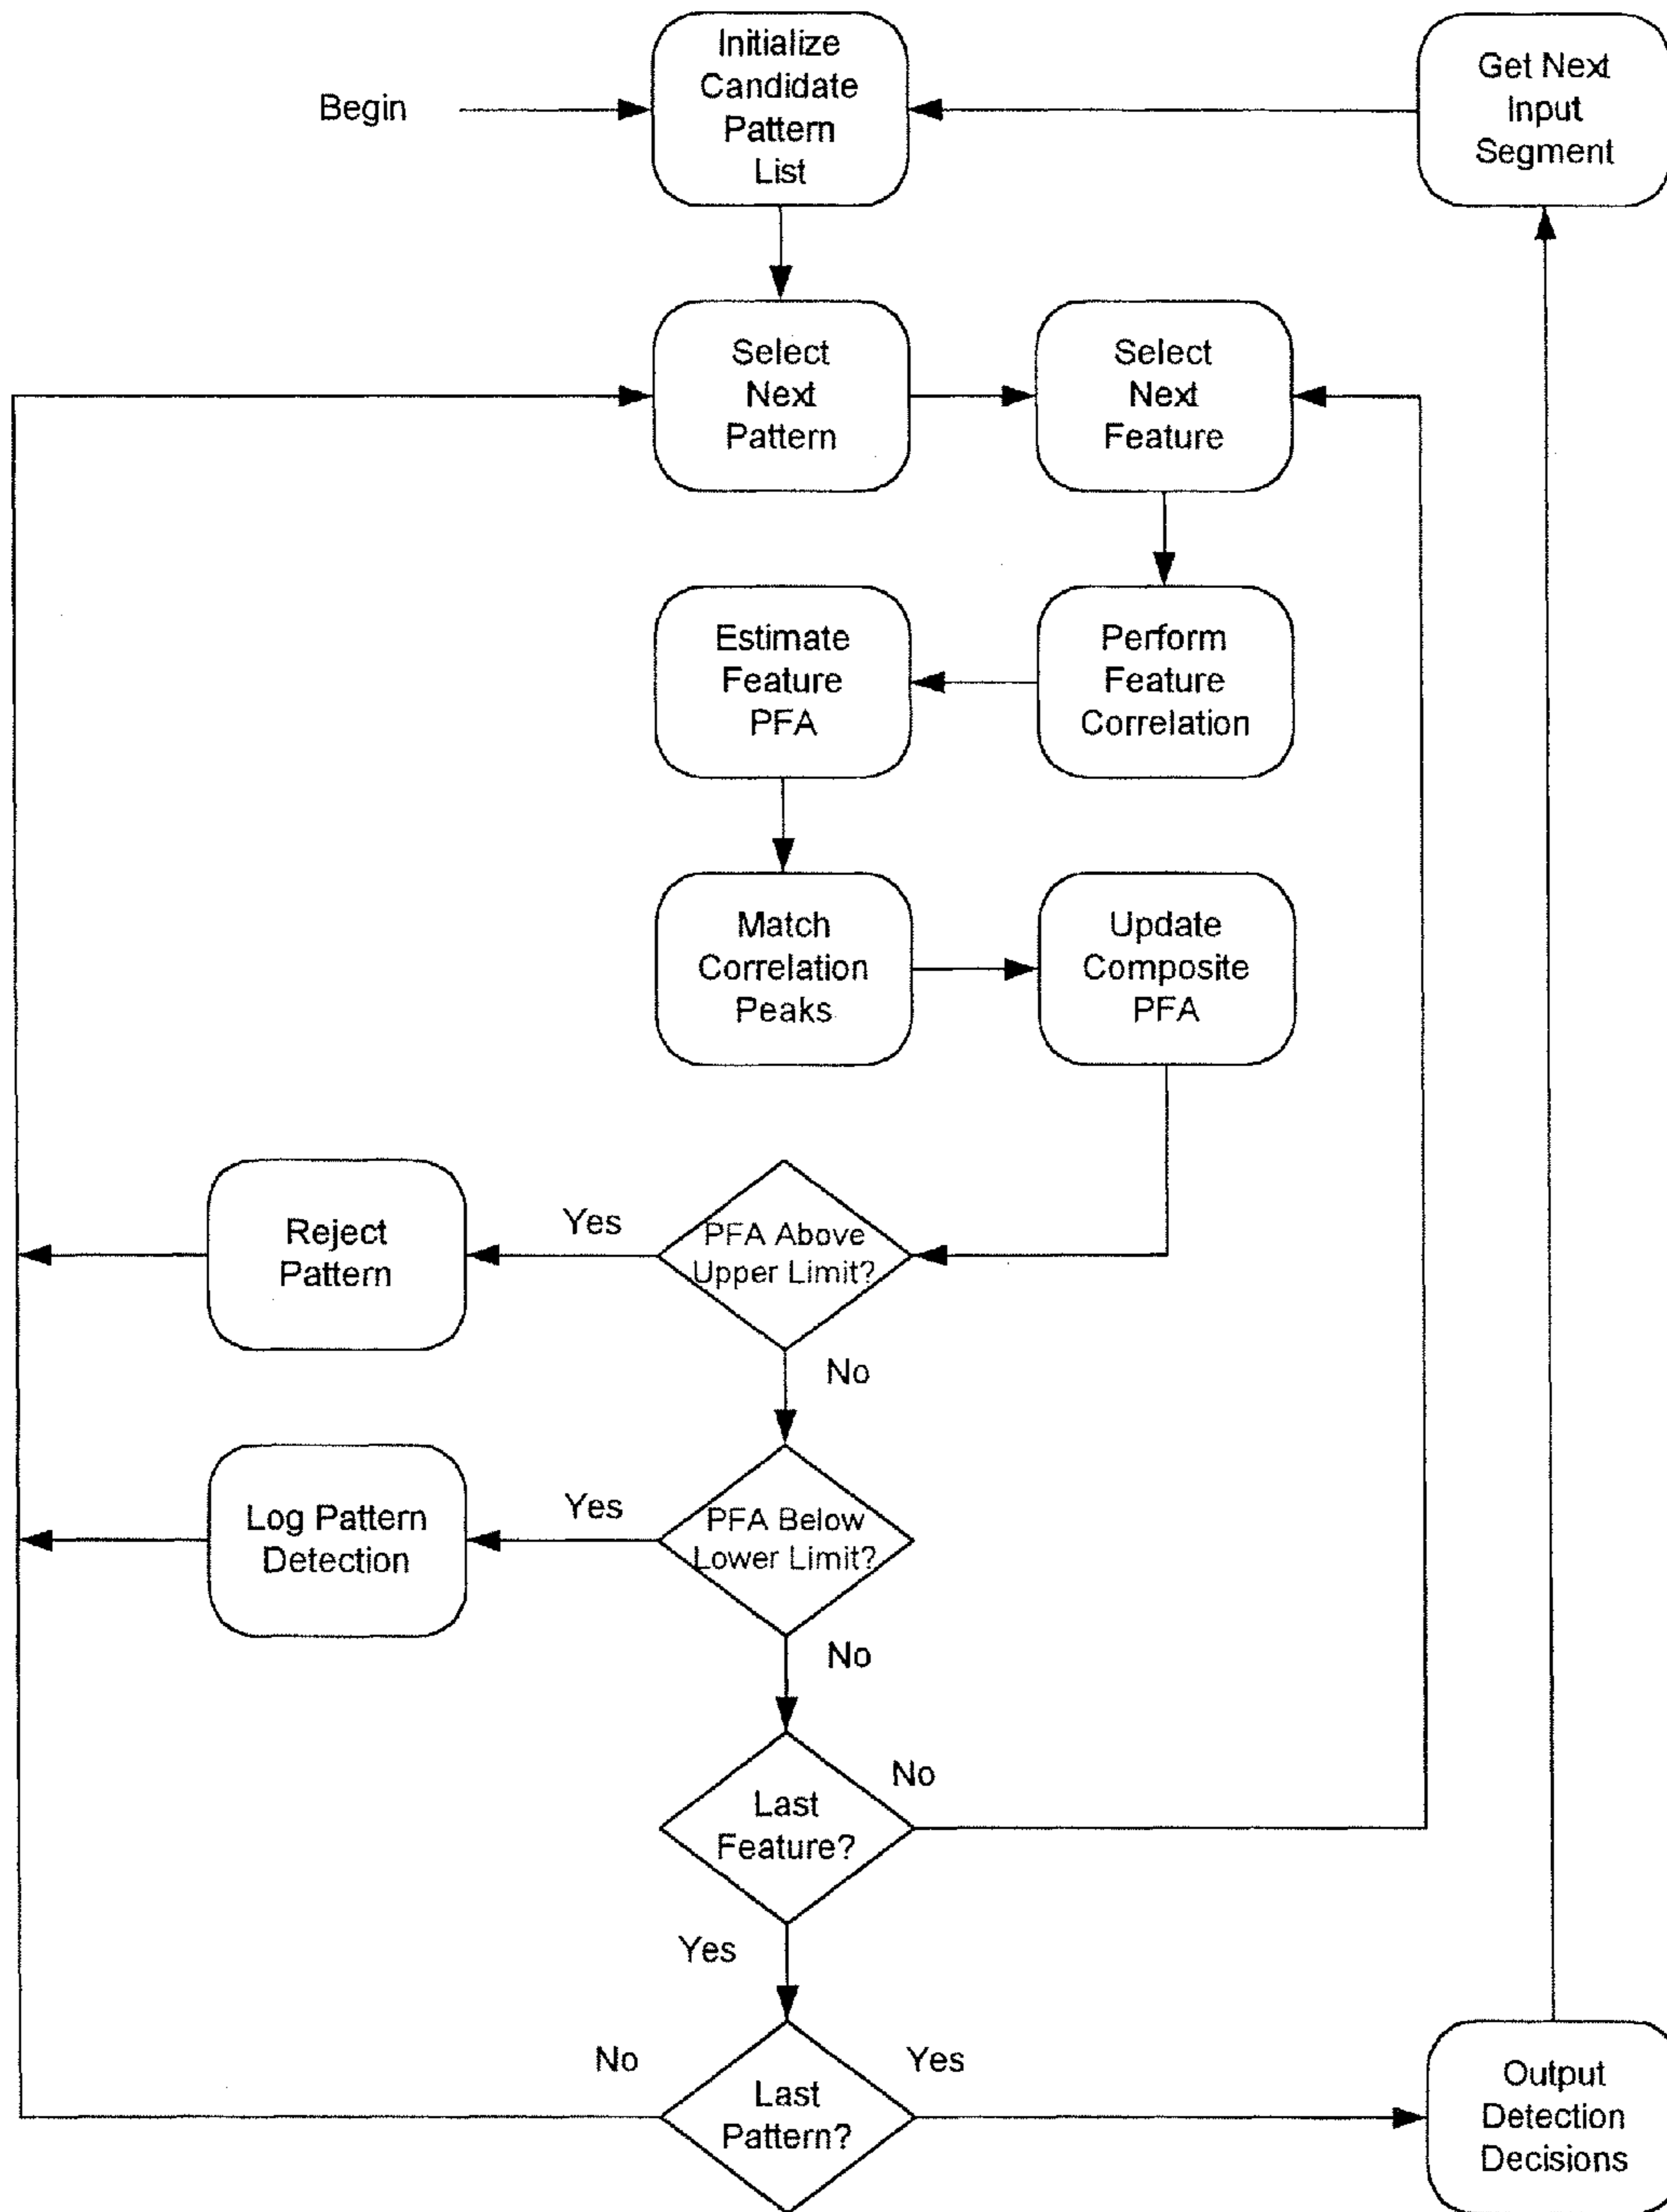 Begin
Initialize
Candidate
Pattern
List
Get Next
Input
Segment
Select
Next
Pattern
Select
Next
Feature
Estimate
Feature
PFA
Perform
Feature
Correlation
Match
Correlation
Peaks
Update
Composite
PFA
Reject
Pattern
Yes
PFA Above
Upper Limit?
No
Log Pattern
Detection
Yes
PFA Below
Lower Limit?
No
Last
Feature?
No
Yes
No
Last
Pattern?
Yes
Output
Detection
Decisions